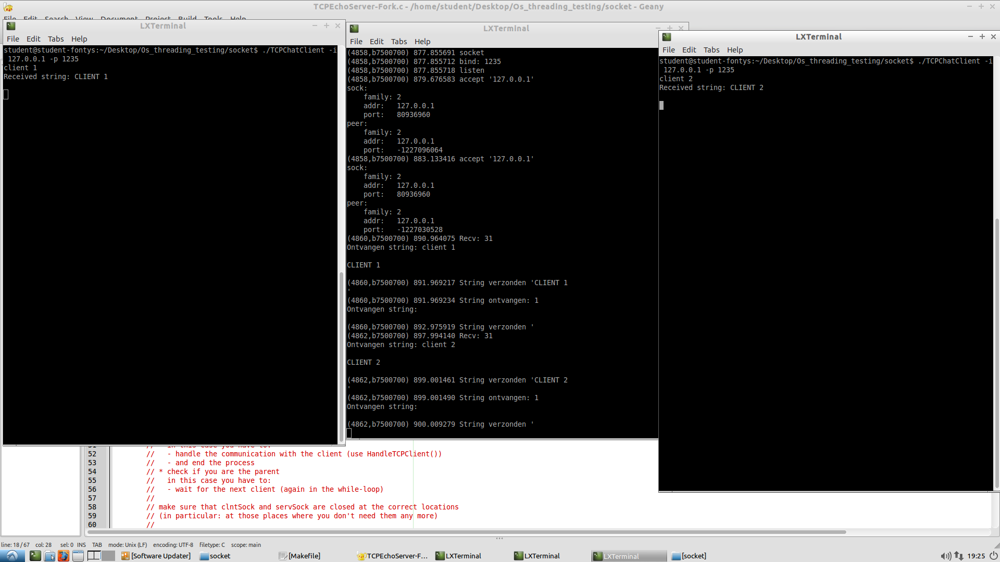 TCPEchoServer-Fork.c - /home/student/Desktop/Os_threading_testing/socket - Geany
File Edit Search View Document Project Build Tools Help
LXTerminal
File Edit Tabs Help
student@student-fontys:~/Desktop/Os_threading_testing/socket$ ./TCPChatClient -i
127.0.0.1 -p 1235
client 1
Received string: CLIENT 1
LXTerminal
File Edit Tabs Help
(4858,b7500700) 877.855691 socket
(4858,b7500700) 877.855712 bind: 1235
(4858,b7500700) 877.855718 listen
(4858,b7500700) 879.676583 accept '127.0.0.1'
sock:
family: 2
addr: 127.0.0.1
port: 80936960
peer:
family: 2
addr: 127.0.0.1
port: -1227096064
(4858,b7500700) 883.133416 accept '127.0.0.1'
sock:
family: 2
addr: 127.0.0.1
port: 80936960
peer:
family: 2
addr: 127.0.0.1
port: -1227030528
(4860,b7500700) 890.964075 Recv: 31
Ontvangen string: client 1
CLIENT 1
(4860,b7500700) 891.969217 String verzonden 'CLIENT 1
'
(4860,b7500700) 891.969234 String ontvangen: 1
Ontvangen string:
(4860,b7500700) 892.975919 String verzonden '
(4862,b7500700) 897.994140 Recv: 31
Ontvangen string: client 2
CLIENT 2
(4862,b7500700) 899.001461 String verzonden 'CLIENT 2
'
(4862,b7500700) 899.001490 String ontvangen: 1
Ontvangen string:
(4862,b7500700) 900.009279 String verzonden '
LXTerminal
File Edit Tabs Help
student@student-fontys:~/Desktop/Os_threading_testing/socket$ ./TCPChatClient -i
127.0.0.1 -p 1235
client 2
Received string: CLIENT 2
51 // in this case you have to:
52 // - handle the communication with the client (use HandleTCPClient())
53 // - and end the process
54 // * check if you are the parent
55 // in this case you have to:
56 // - wait for the next client (again in the while-loop)
57 //
58 // make sure that clntSock and servSock are closed at the correct locations
59 // (in particular: at those places where you don't need them any more)
60 //
line: 18 / 67 col: 28 sel: 0 INS TAB mode: Unix (LF) encoding: UTF-8 filetype: C scope: main
[Software Updater] socket [Makefile] TCPEchoServer-F... LXTerminal LXTerminal LXTerminal [socket] 19:25